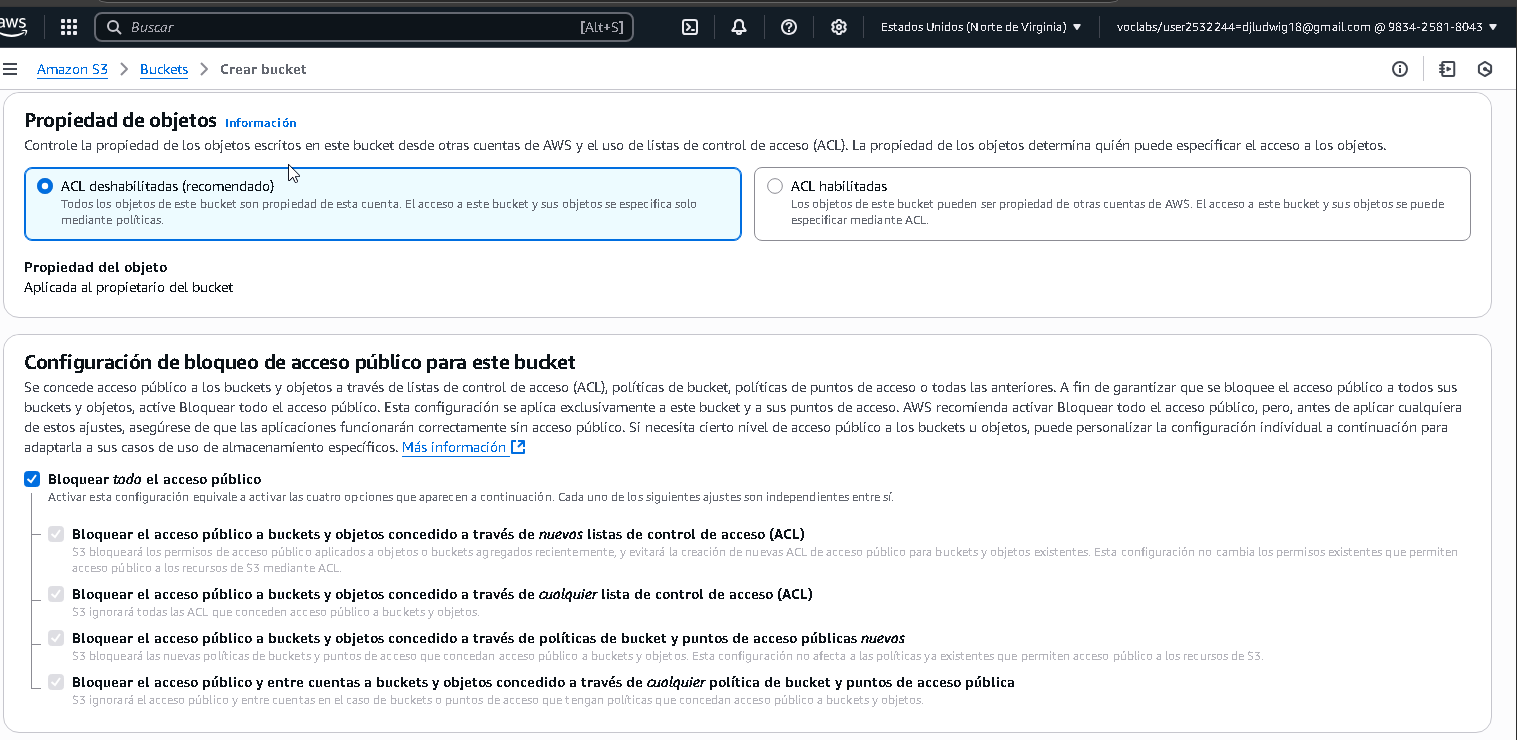 aws
Buscar [Alt+S]
Estados Unidos (Norte de Virginia)
voclabs/user2532244=djludwig18@gmail.com @ 9834-2581-8043
Amazon S3 > Buckets > Crear bucket
Propiedad de objetos Información
Controle la propiedad de los objetos escritos en este bucket desde otras cuentas de AWS y el uso de listas de control de acceso (ACL). La propiedad de los objetos determina quién puede especificar el acceso a los objetos.
ACL deshabilitadas (recomendado)
Todos los objetos de este bucket son propiedad de esta cuenta. El acceso a este bucket y sus objetos se especifica solo
mediante políticas.
ACL habilitadas
Los objetos de este bucket pueden ser propiedad de otras cuentas de AWS. El acceso a este bucket y sus objetos se puede
especificar mediante ACL.
Propiedad del objeto
Aplicada al propietario del bucket
Configuración de bloqueo de acceso público para este bucket
Se concede acceso público a los buckets y objetos a través de listas de control de acceso (ACL), políticas de bucket, políticas de puntos de acceso o todas las anteriores. A fin de garantizar que se bloquee el acceso público a todos sus
buckets y objetos, active Bloquear todo el acceso público. Esta configuración se aplica exclusivamente a este bucket y a sus puntos de acceso. AWS recomienda activar Bloquear todo el acceso público, pero, antes de aplicar cualquiera
de estos ajustes, asegúrese de que las aplicaciones funcionarán correctamente sin acceso público. Si necesita cierto nivel de acceso público a los buckets u objetos, puede personalizar la configuración individual a continuación para
adaptarla a sus casos de uso de almacenamiento específicos. Más información
Bloquear todo el acceso público
Activar esta configuración equivale a activar las cuatro opciones que aparecen a continuación. Cada uno de los siguientes ajustes son independientes entre sí.
Bloquear el acceso público a buckets y objetos concedido a través de nuevas listas de control de acceso (ACL)
S3 bloqueará los permisos de acceso público aplicados a objetos o buckets agregados recientemente, y evitará la creación de nuevas ACL de acceso público para buckets y objetos existentes. Esta configuración no cambia los permisos existentes que permiten
acceso público a los recursos de S3 mediante ACL.
Bloquear el acceso público a buckets y objetos concedido a través de cualquier lista de control de acceso (ACL)
S3 ignorará todas las ACL que conceden acceso público a buckets y objetos.
Bloquear el acceso público a buckets y objetos concedido a través de políticas de bucket y puntos de acceso públicas nuevas
S3 bloqueará las nuevas políticas de buckets y puntos de acceso que concedan acceso público a buckets y objetos. Esta configuración no afecta a las políticas ya existentes que permiten acceso público a los recursos de S3.
Bloquear el acceso público y entre cuentas a buckets y objetos concedido a través de cualquier política de bucket y puntos de acceso pública
S3 ignorará el acceso público y entre cuentas en el caso de buckets o puntos de acceso que tengan políticas que concedan acceso público a buckets y objetos.